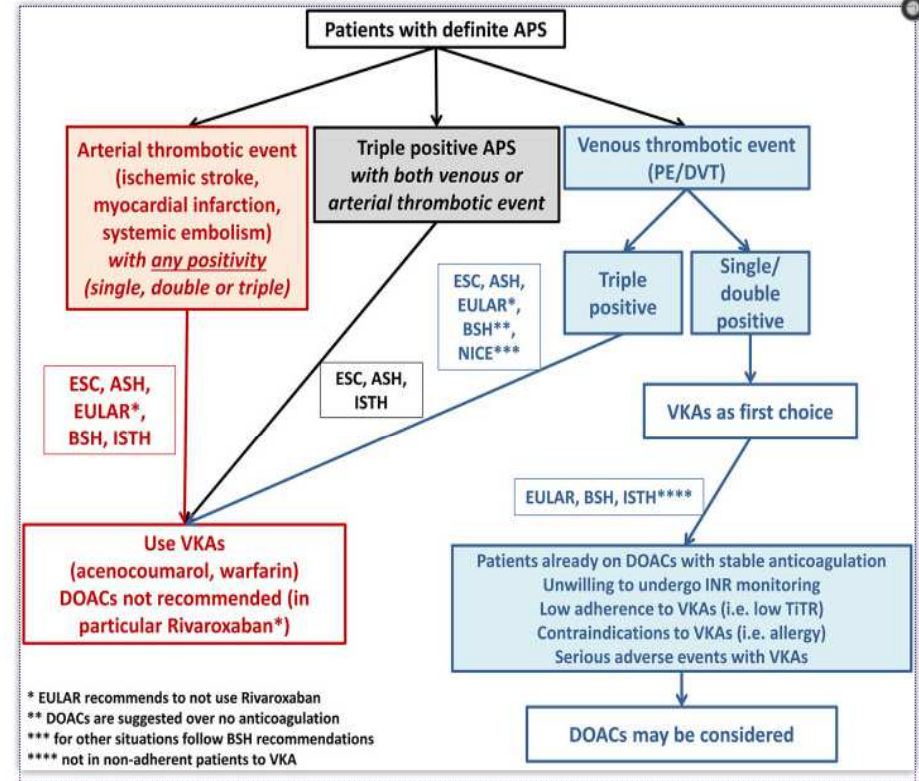 Patients with definite APS
Arterial thrombotic event
(ischemic stroke,
myocardial infarction,
systemic embolism)
with any positivity
(single, double or triple)
Triple positive APS
with both venous or
arterial thrombotic event
Venous thrombotic event
(PE/DVT)
Triple
positive
Single/
double
positive
ESC, ASH,
EULAR*,
BSH**,
NICE***
ESC, ASH,
ISTH
ESC, ASH,
EULAR*,
BSH, ISTH
VKAs as first choice
EULAR, BSH, ISTH****
Use VKAs
(acenocoumarol, warfarin)
DOACs not recommended (in
particular Rivaroxaban*)
Patients already on DOACs with stable anticoagulation
Unwilling to undergo INR monitoring
Low adherence to VKAs (i.e. low TiTR)
Contraindications to VKAs (i.e. allergy)
Serious adverse events with VKAs
DOACs may be considered
* EULAR recommends to not use Rivaroxaban
** DOACs are suggested over no anticoagulation
*** for other situations follow BSH recommendations
**** not in non-adherent patients to VKA